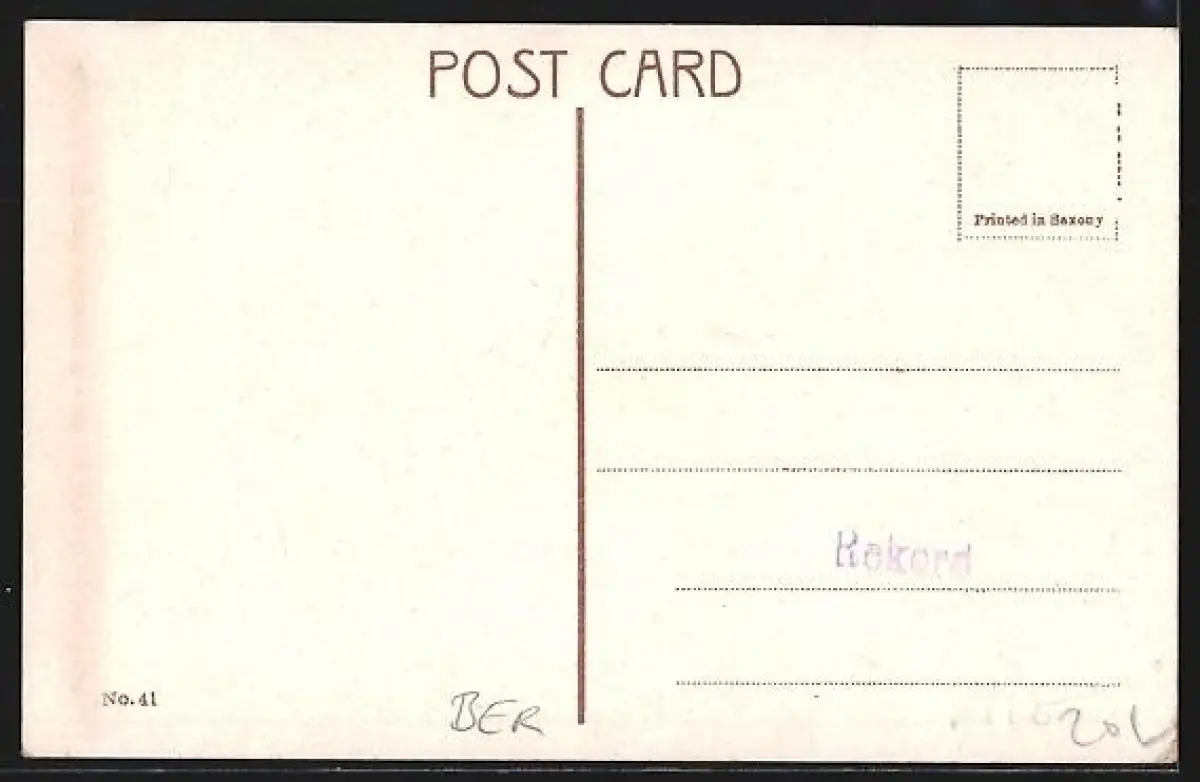 POST CARD
Printed in Saxony
Rekord
No. 41
BER